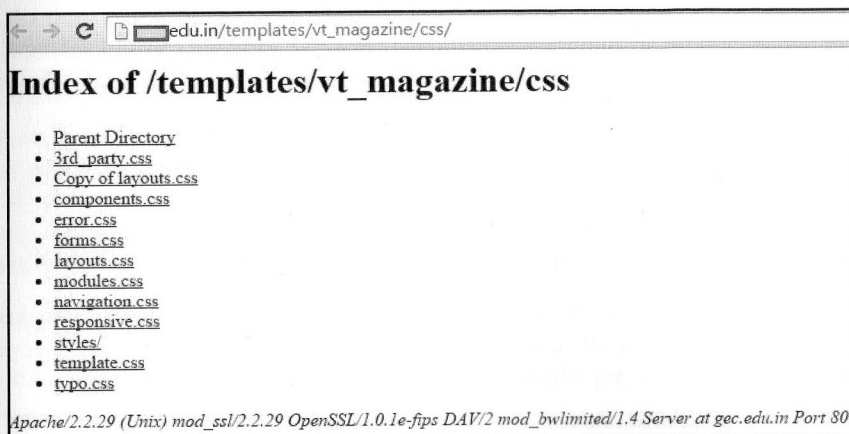 edu.in/templates/vt_magazine/css/
Index of /templates/vt_magazine/css
• Parent Directory
• 3rd_party.css
• Copy of layouts.css
• components.css
• error.css
• forms.css
• layouts.css
• modules.css
• navigation.css
• responsive.css
• styles/
• template.css
• typo.css
Apache/2.2.29 (Unix) mod_ssl/2.2.29 OpenSSL/1.0.1e-fips DAV/2 mod_bwlimited/1.4 Server at gec.edu.in Port 80